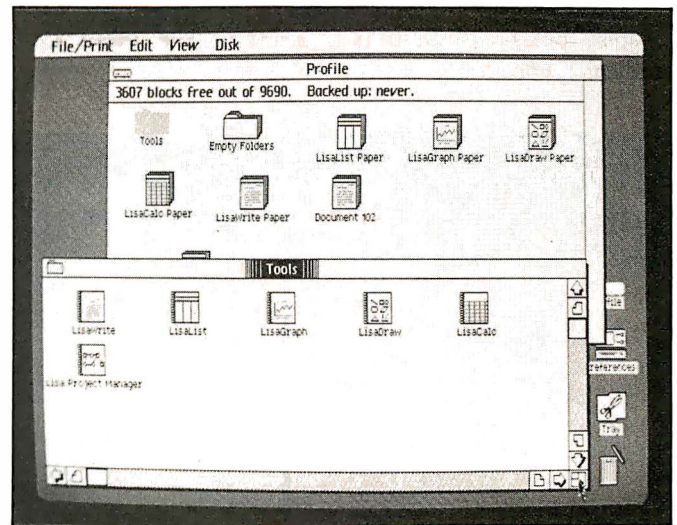 File/Print Edit View Disk
Profile
3607 blocks free out of 9690. Backed up: never.
Tools Empty Folders LisaList Paper LisaGraph Paper LisaDraw Paper
LisaCalc Paper LisaWrite Paper Document 102
Tools
LisaWrite LisaList LisaGraph LisaDraw LisaCalc
Lisa Project Manager
file
references
Tray